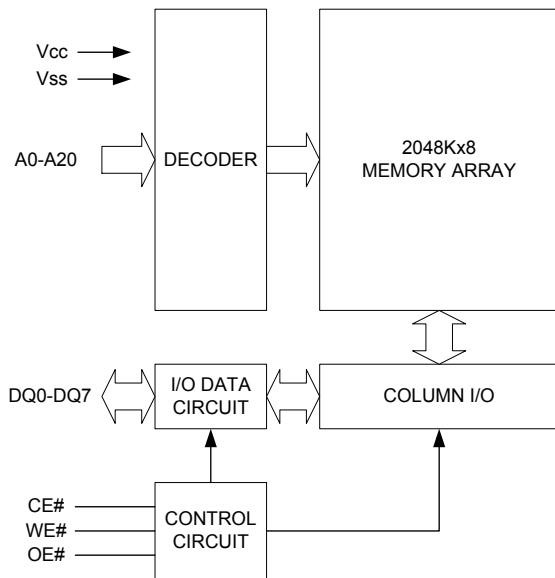 Vcc
Vss
A0-A20
DECODER
2048Kx8
MEMORY ARRAY
DQ0-DQ7
I/O DATA
CIRCUIT
COLUMN I/O
CE#
WE#
OE#
CONTROL
CIRCUIT